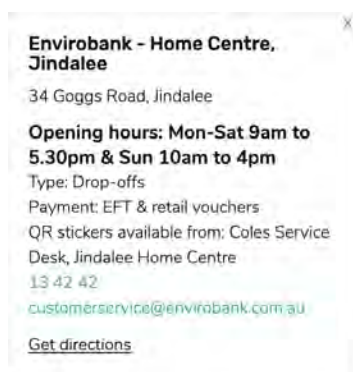 X
Envirobank - Home Centre,
Jindalee
34 Goggs Road, Jindalee
Opening hours: Mon-Sat 9am to
5.30pm & Sun 10am to 4pm
Type: Drop-offs
Payment: EFT & retail vouchers
QR stickers available from: Coles Service
Desk, Jindalee Home Centre
13 42 42
customerservice@envirobank.com.au
Get directions